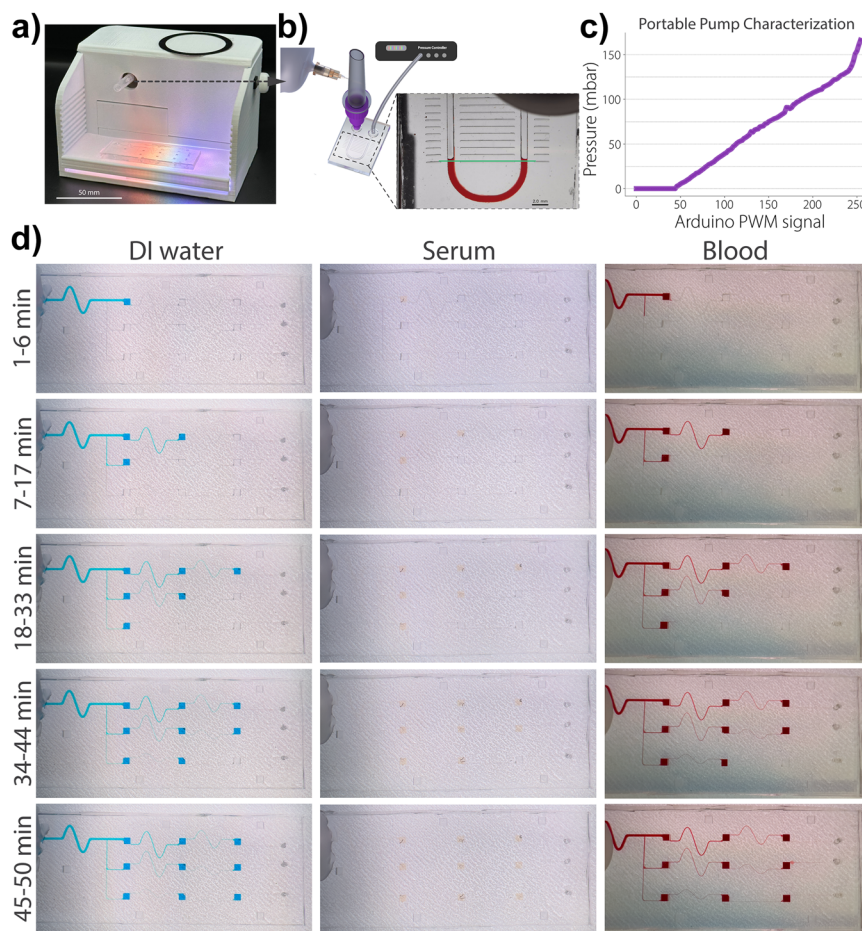 a)
50 mm
b)
Pressure Controller
2.0 mm
c)
Portable Pump Characterization
Pressure (mbar)
150
100
50
0
0 50 100 150 200 250
Arduino PWM signal
d)
DI water Serum Blood
1-6 min
7-17 min
18-33 min
34-44 min
45-50 min